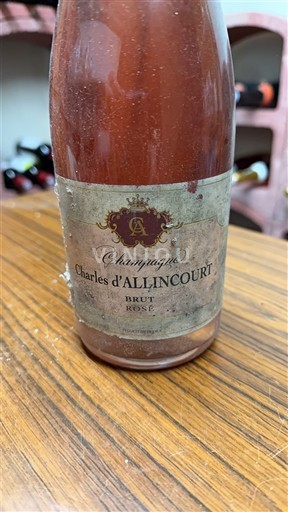 CA
Champagne
Charles d'ALLINCOURT
BRUT
ROSÉ